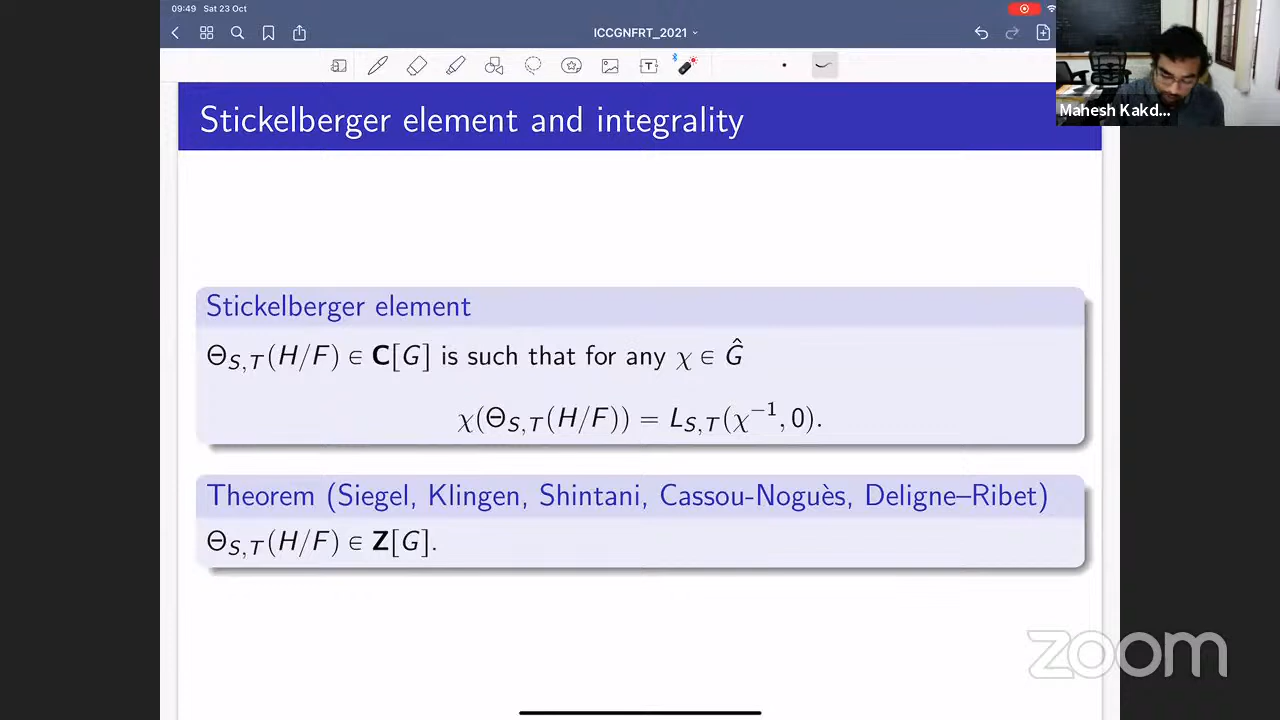 09:49 Sat 23 Oct
ICCGNFRT_2021
Mahesh Kakd...
Stickelberger element and integrality
Stickelberger element
Θ_{S,T}(H/F) ∈ C[G] is such that for any χ ∈ Ĝ
χ(Θ_{S,T}(H/F)) = L_{S,T}(χ^{−1}, 0).
Theorem (Siegel, Klingen, Shintani, Cassou-Noguès, Deligne–Ribet)
Θ_{S,T}(H/F) ∈ Z[G].
zoom